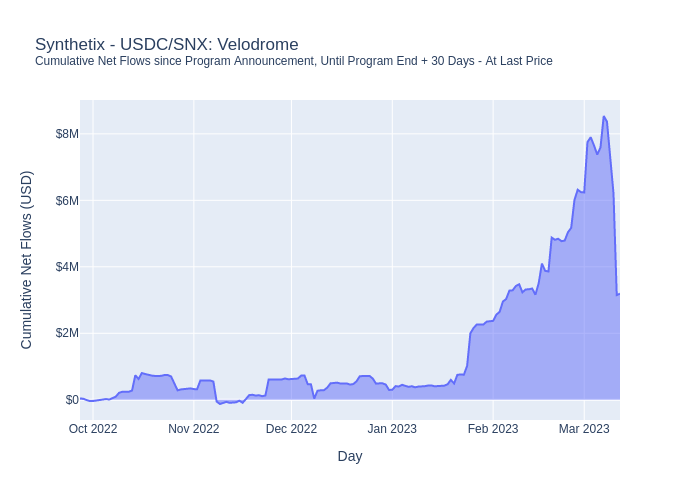 Synthetix - USDC/SNX: Velodrome
Cumulative Net Flows since Program Announcement, Until Program End + 30 Days - At Last Price
Cumulative Net Flows (USD)
$8M
$6M
$4M
$2M
$0
Oct 2022
Nov 2022
Dec 2022
Jan 2023
Feb 2023
Mar 2023
Day